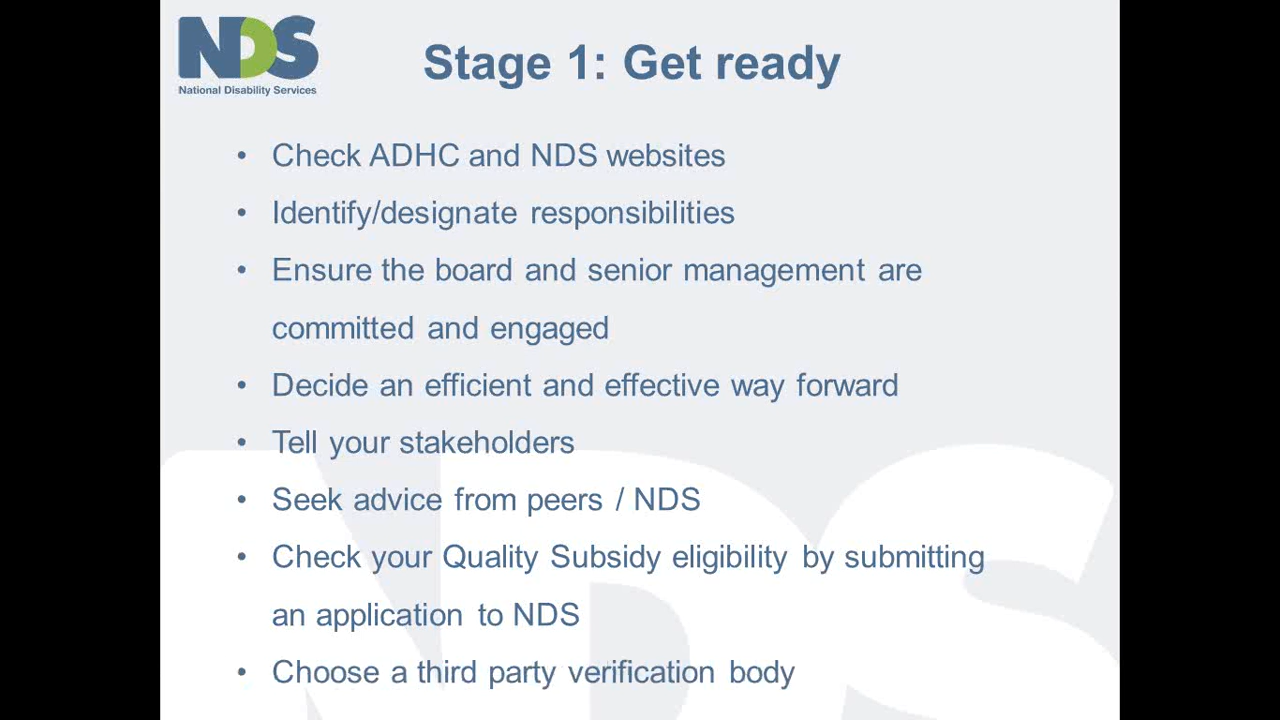 NDS
National Disability Services
Stage 1: Get ready
• Check ADHC and NDS websites
• Identify/designate responsibilities
• Ensure the board and senior management are
committed and engaged
• Decide an efficient and effective way forward
• Tell your stakeholders
• Seek advice from peers / NDS
• Check your Quality Subsidy eligibility by submitting
an application to NDS
• Choose a third party verification body